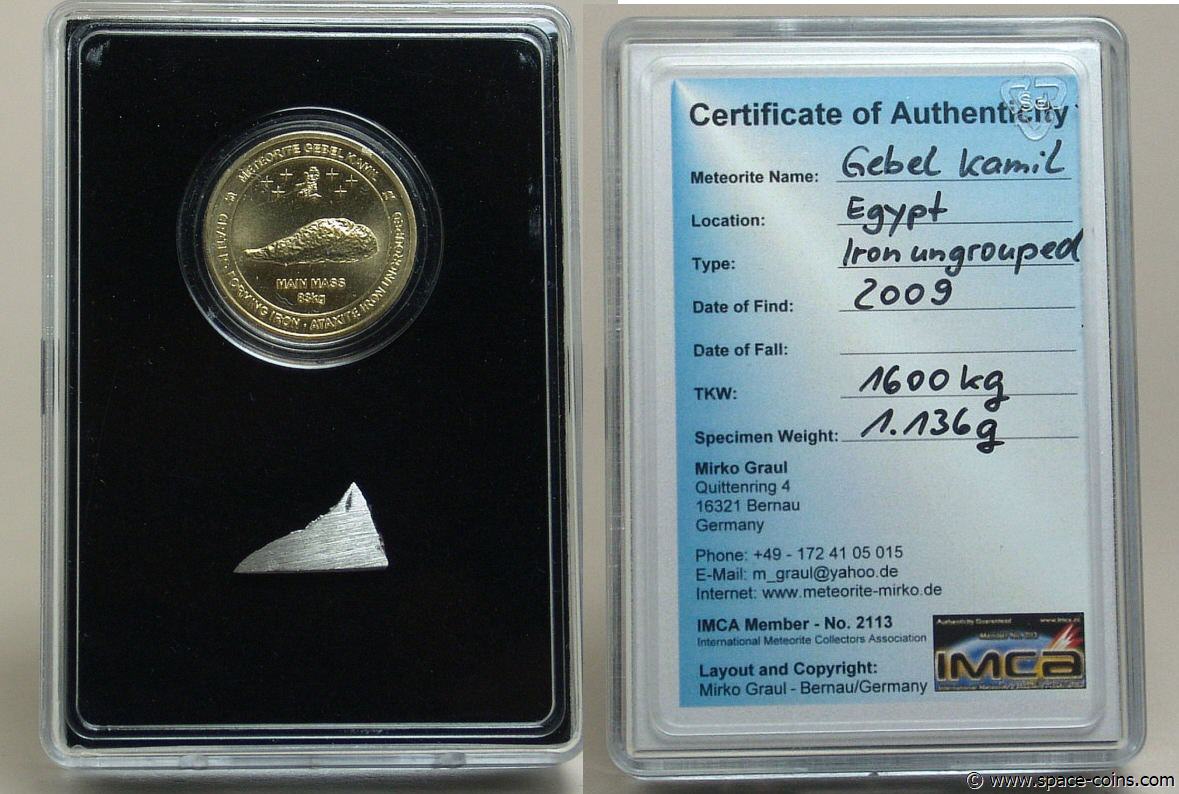 METEORITE GEBEL KAMIL
CRATER FORMING IRON · ATAXITE IRON UNGROUPED
MAIN MASS
83kg
Certificate of Authenticity
Meteorite Name: Gebel Kamil
Location: Egypt
Type: Iron ungrouped
Date of Find: 2009
Date of Fall:
TKW: 1600 kg
Specimen Weight: 1.136g
Mirko Graul
Quittenring 4
16321 Bernau
Germany
Phone: +49 - 172 41 05 015
E-Mail: m_graul@yahoo.de
Internet: www.meteorite-mirko.de
IMCA Member - No. 2113
International Meteorite Collectors Association
Layout and Copyright:
Mirko Graul - Bernau/Germany
Authenticity Guaranteed
IMCA
© www.space-coins.com